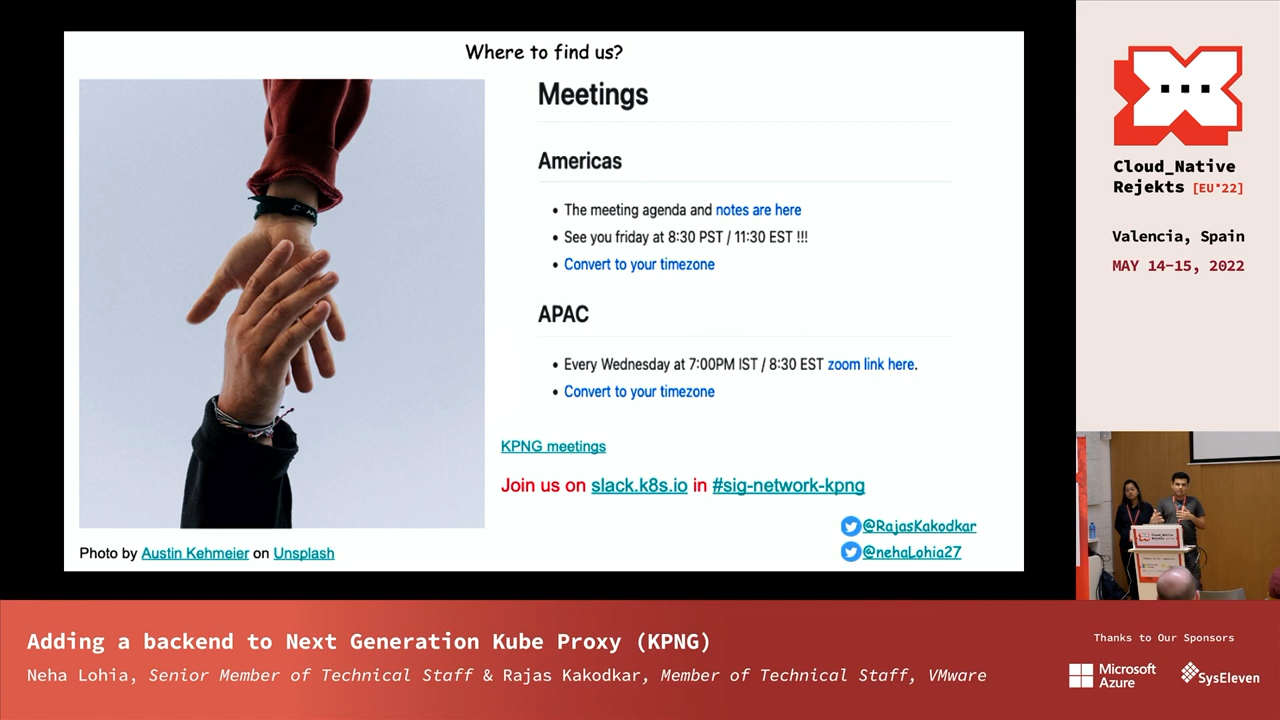 Where to find us?
Meetings
Americas
• The meeting agenda and notes are here
• See you friday at 8:30 PST / 11:30 EST !!!
• Convert to your timezone
APAC
• Every Wednesday at 7:00PM IST / 8:30 EST zoom link here.
• Convert to your timezone
KPNG meetings
Join us on slack.k8s.io in #sig-network-kpng
@RajasKakodkar
@nehaLohia27
Photo by Austin Kehmeier on Unsplash
Cloud_Native
Rejekts [EU*22]
Valencia, Spain
MAY 14-15, 2022
Adding a backend to Next Generation Kube Proxy (KPNG)
Neha Lohia, Senior Member of Technical Staff & Rajas Kakodkar, Member of Technical Staff, VMware
Thanks to Our Sponsors
Microsoft
Azure
SysEleven